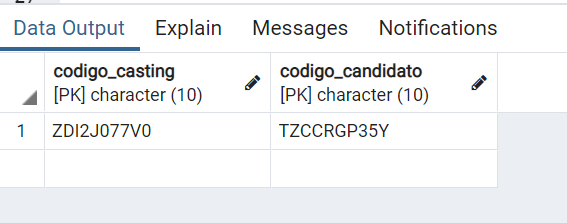 Data Output Explain Messages Notifications
codigo_casting codigo_candidato
[PK] character (10) [PK] character (10)
1 ZDI2J077V0 TZCCRGP35Y